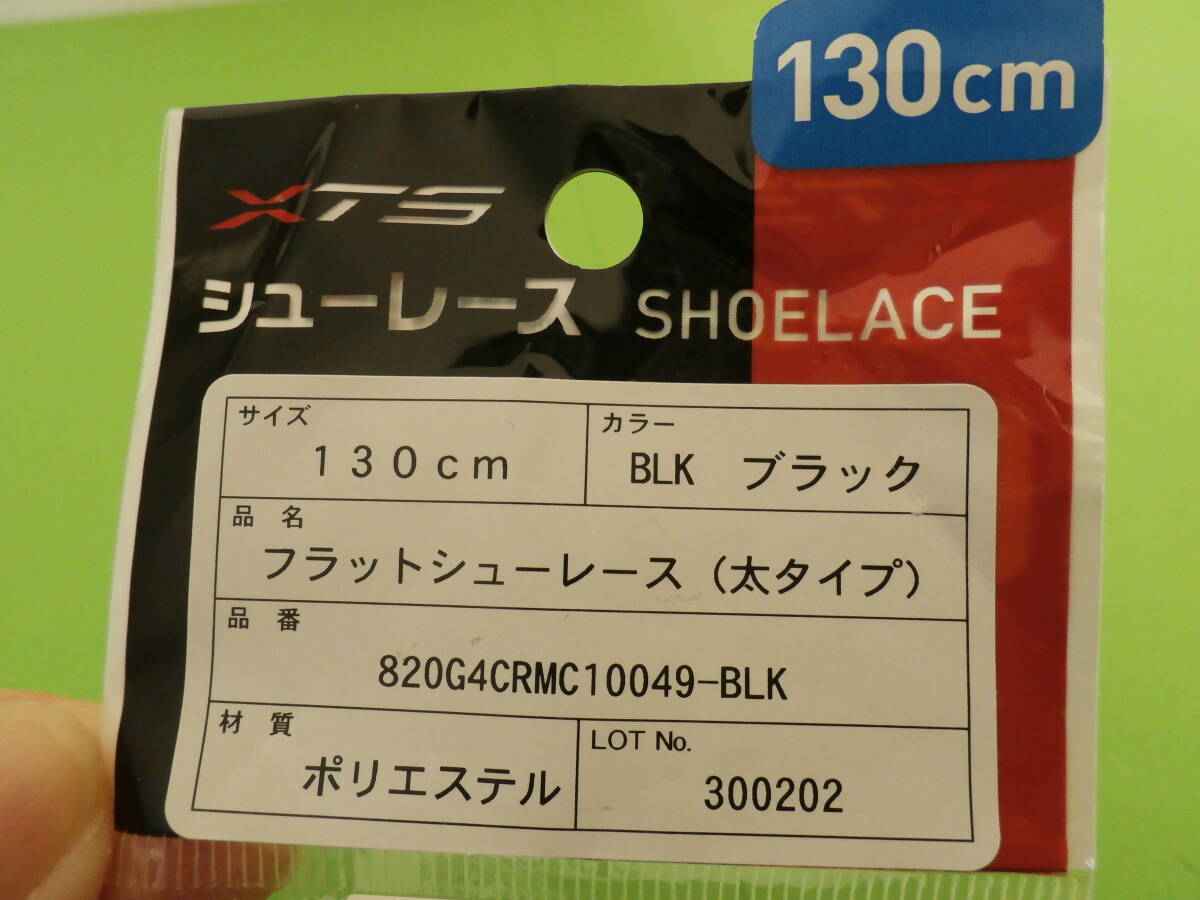 130cm
XTS
シューレース SHOELACE
サイズ
130cm
カラー
BLK ブラック
品 名
フラットシューレース(太タイプ)
品 番
820G4CRMC10049-BLK
材 質
ポリエステル
LOT No.
300202